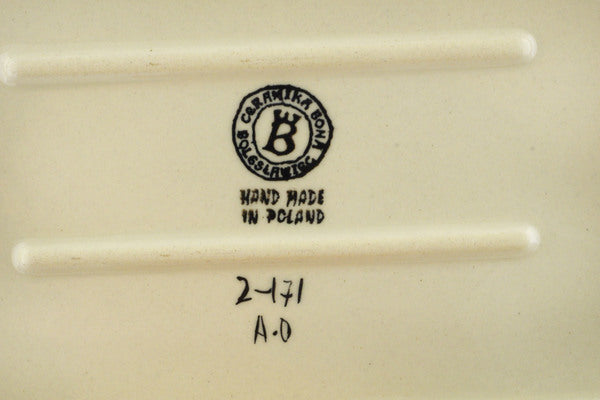 CERAMIKA BONA
B
BOLESŁAWIEC
HAND MADE
IN POLAND
2-171
A.O